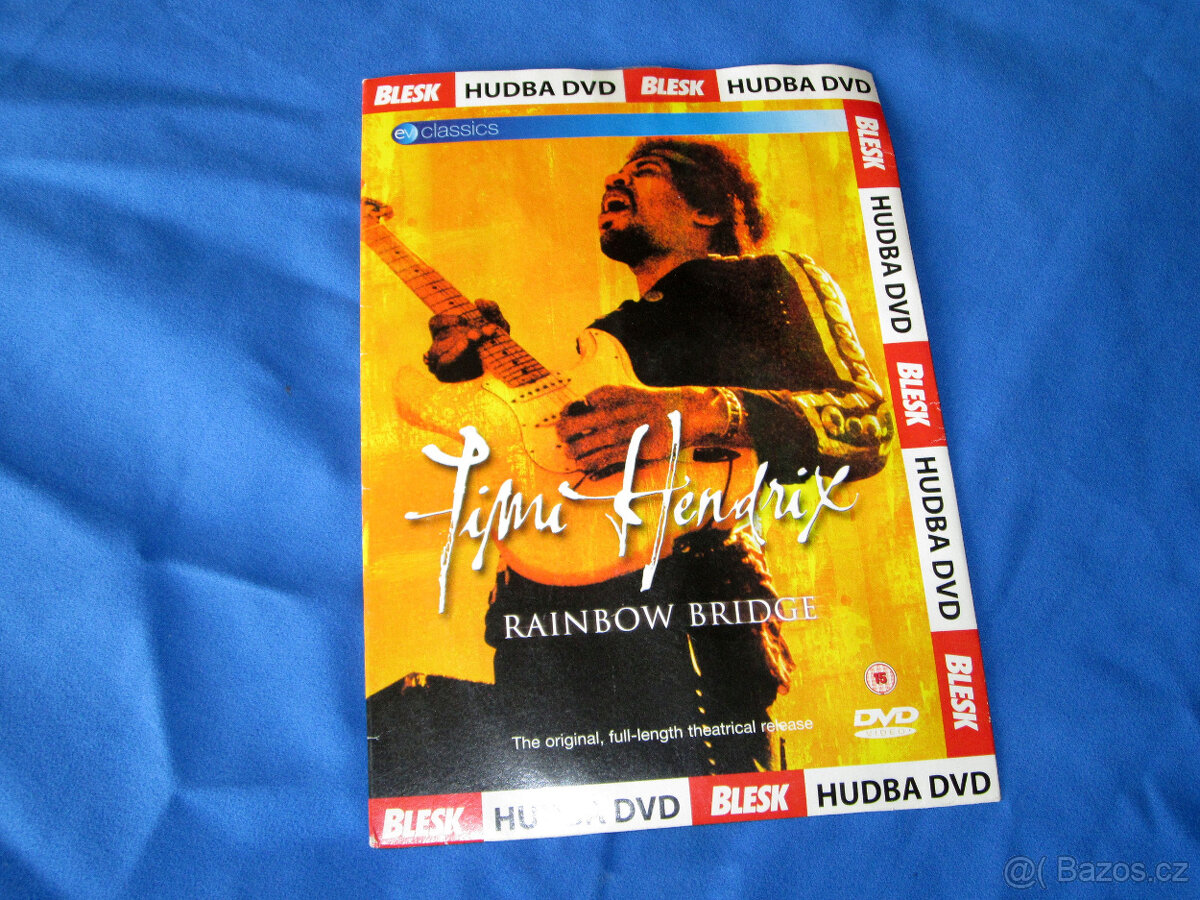 BLESK HUDBA DVD BLESK HUDBA DVD
ev classics
BLESK
HUDBA DVD
BLESK
HUDBA DVD
BLESK
Jimi Hendrix
RAINBOW BRIDGE
15
DVD
VIDEO
The original, full-length theatrical release
BLESK HUDBA DVD BLESK HUDBA DVD
@( Bazos.cz